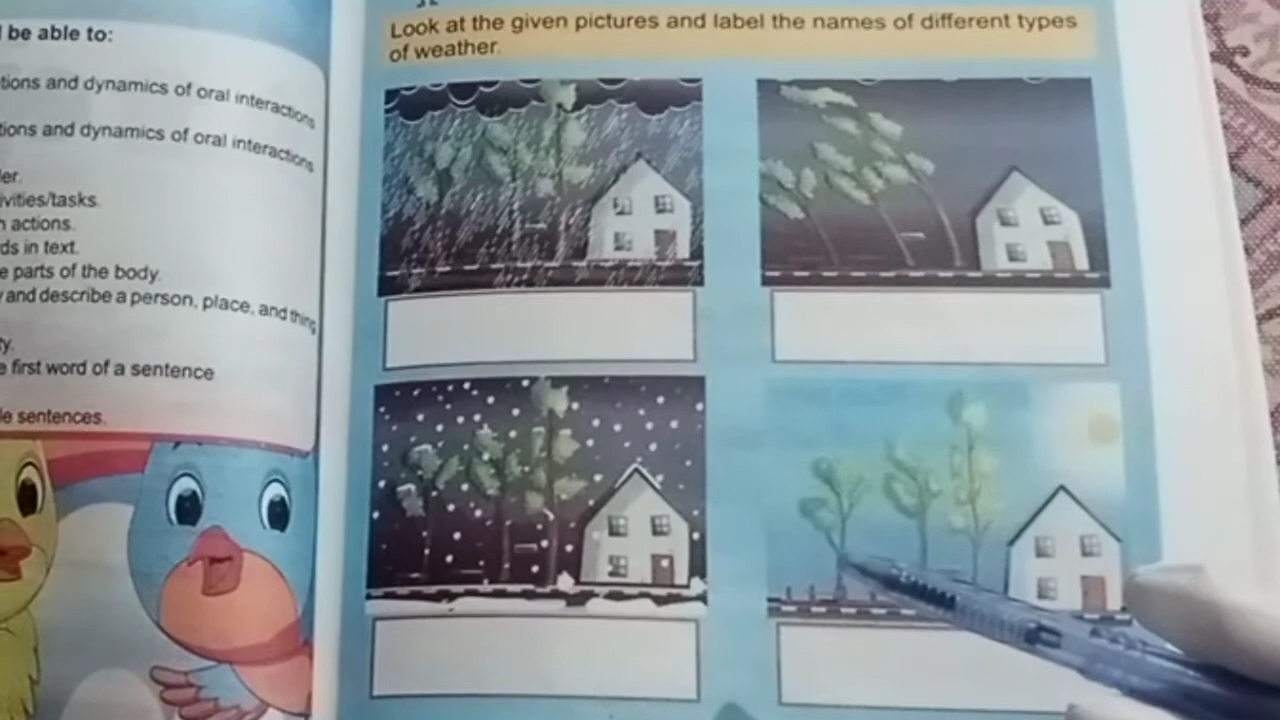 be able to:
tions and dynamics of oral interactions
tions and dynamics of oral interactions
er.
ivities/tasks.
actions.
ds in text.
e parts of the body.
and describe a person, place, and thing
ty.
e first word of a sentence
le sentences.
Look at the given pictures and label the names of different types
of weather.